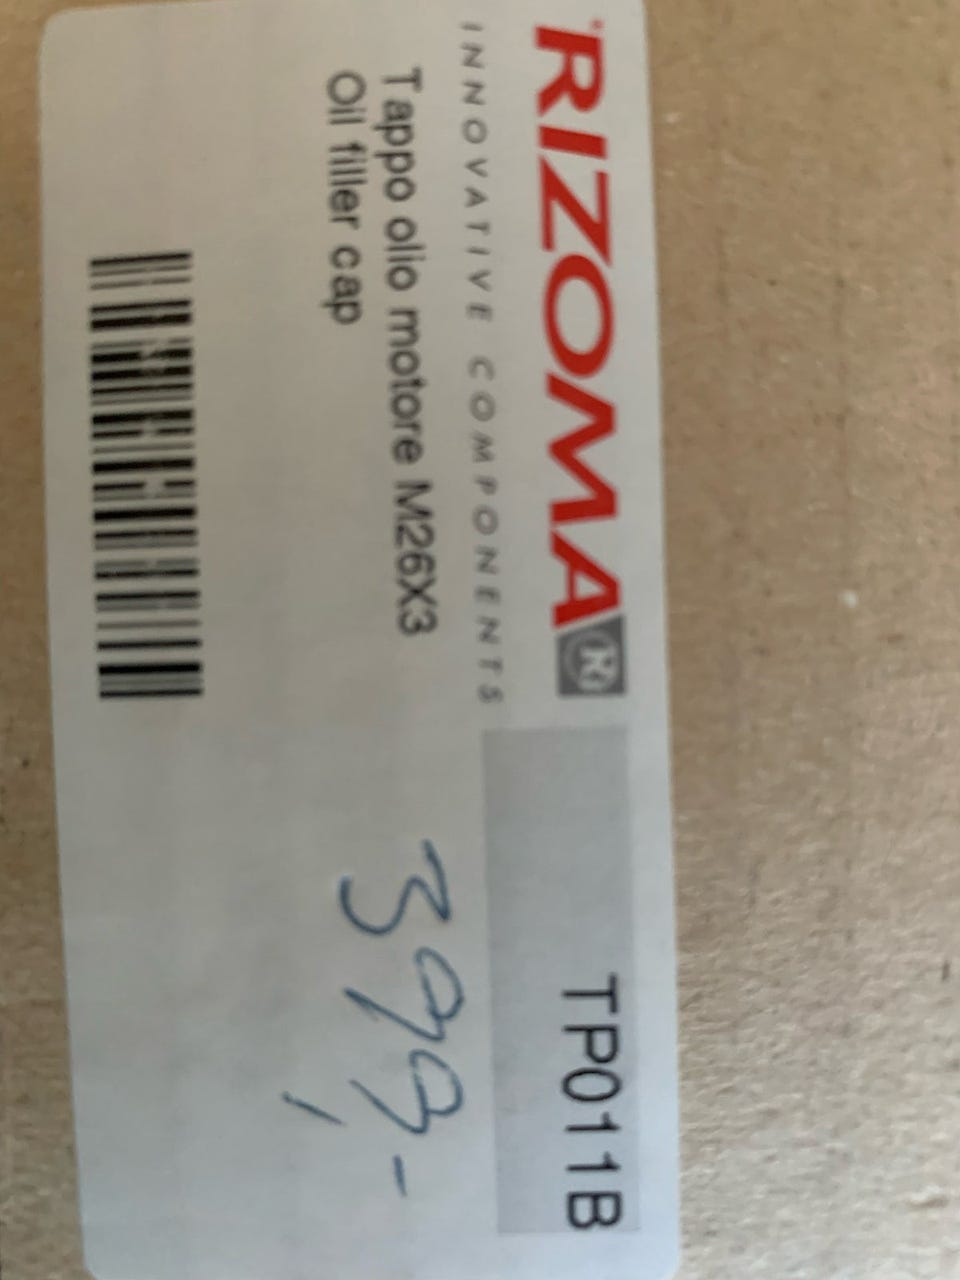 RIZOMA
INNOVATIVE COMPONENTS
TP011B
Tappo olio motore M26X3
Oil filler cap
399,-